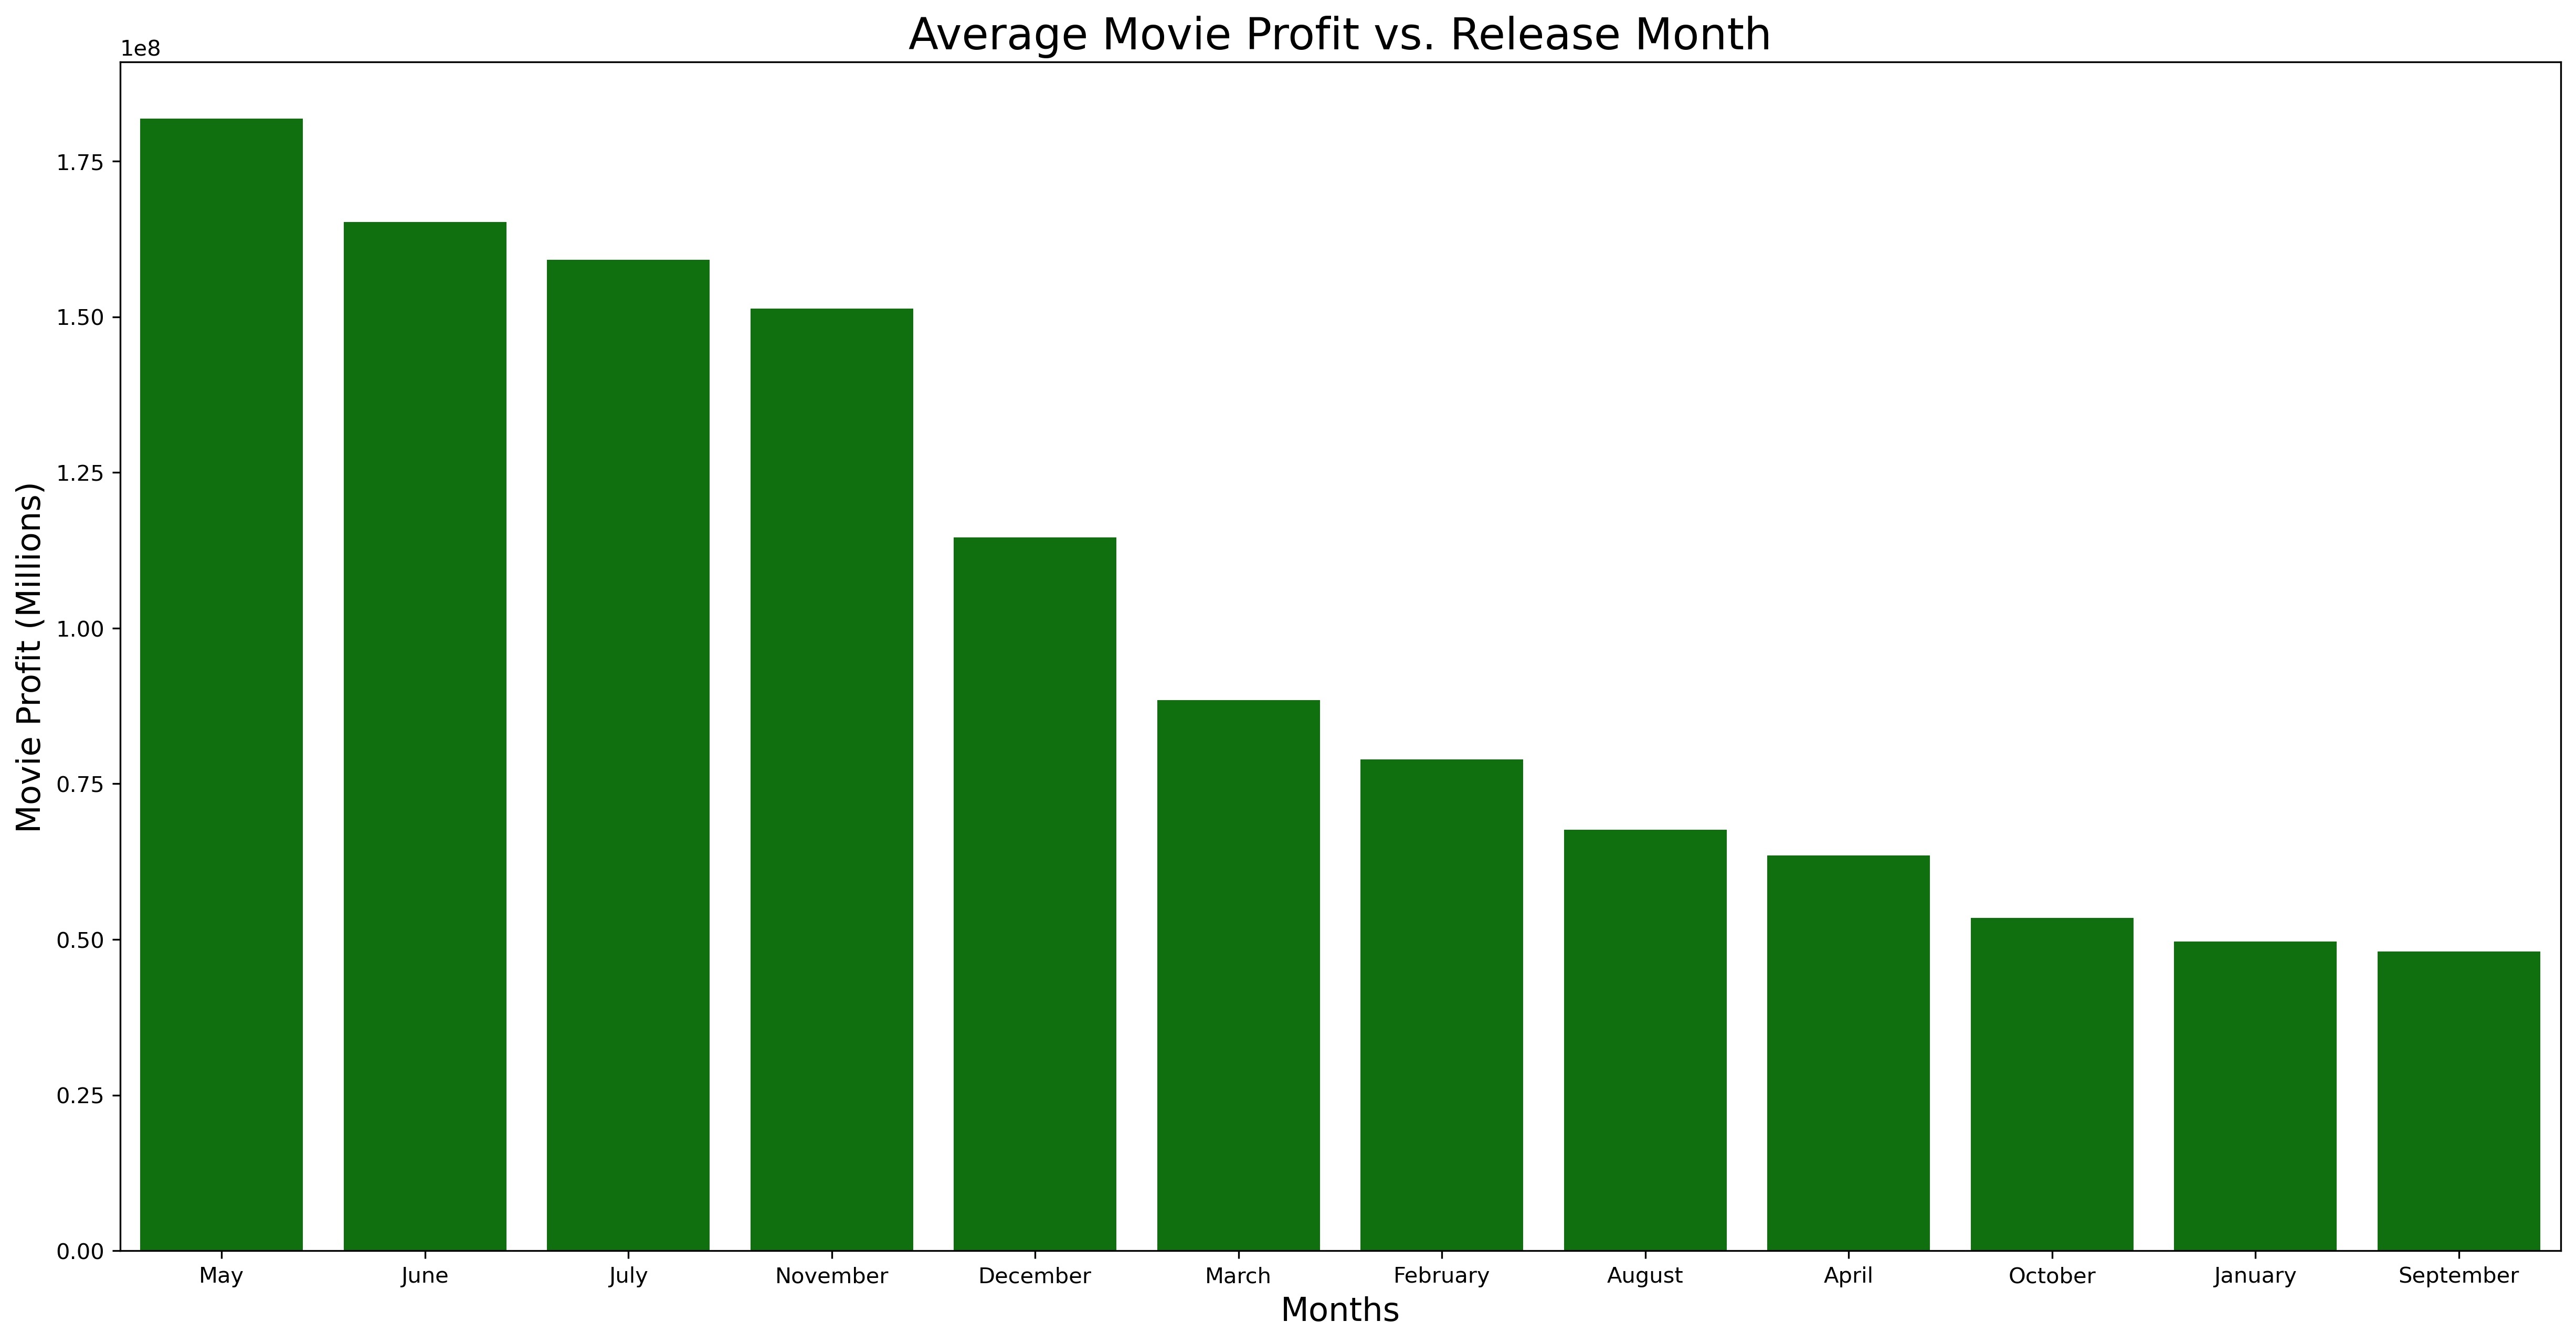 Average Movie Profit vs. Release Month
1e8
1.75
1.50
1.25
1.00
0.75
0.50
0.25
0.00
Movie Profit (Millions)
May June July November December March February August April October January September
Months